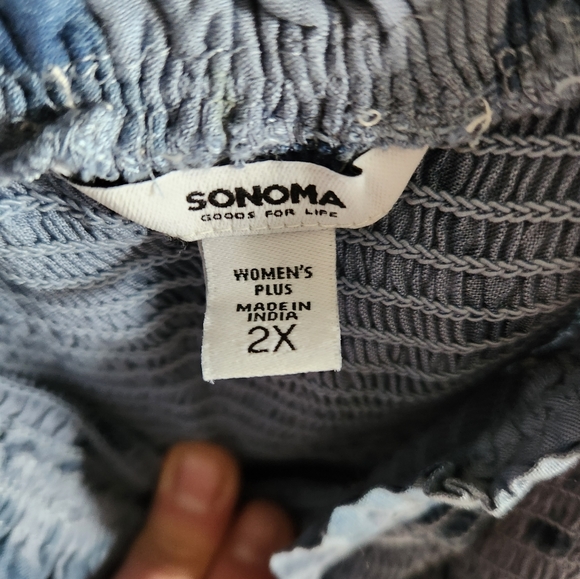 SONOMA
GOODS FOR LIFE
WOMEN'S
PLUS
MADE IN
INDIA
2X